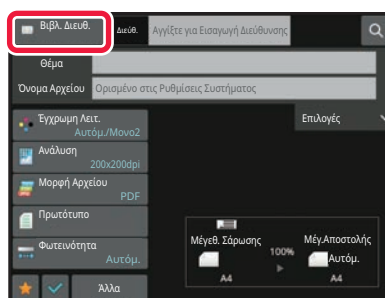 Βιβλ. Διευθ.
Διεύθ.
Αγγίξτε για Εισαγωγή Διεύθυνσης
Θέμα
Όνομα Αρχείου
Ορισμένο στις Ρυθμίσεις Συστήματος
Έγχρωμη Λειτ.
Αυτόμ./Μονο2
Επιλογές
Ανάλυση
200x200dpi
Μορφή Αρχείου
PDF
Πρωτότυπο
Φωτεινότητα
Αυτόμ.
Μέγεθ. Σάρωσης
100%
Μέγ.Αποστολής
Αυτόμ.
A4
A4
Άλλα